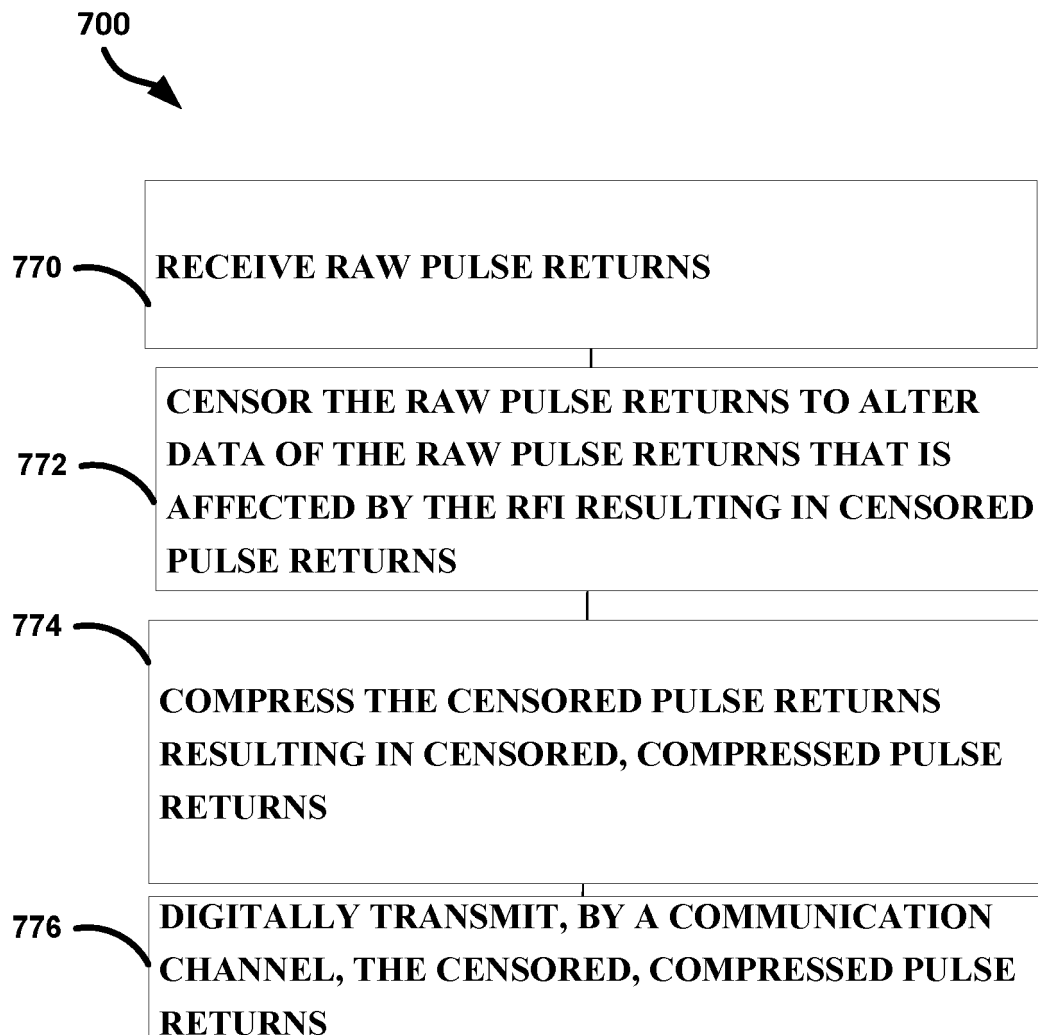 700
770
RECEIVE RAW PULSE RETURNS
772
CENSOR THE RAW PULSE RETURNS TO ALTER
DATA OF THE RAW PULSE RETURNS THAT IS
AFFECTED BY THE RFI RESULTING IN CENSORED
PULSE RETURNS
774
COMPRESS THE CENSORED PULSE RETURNS
RESULTING IN CENSORED, COMPRESSED PULSE
RETURNS
776
DIGITALLY TRANSMIT, BY A COMMUNICATION
CHANNEL, THE CENSORED, COMPRESSED PULSE
RETURNS